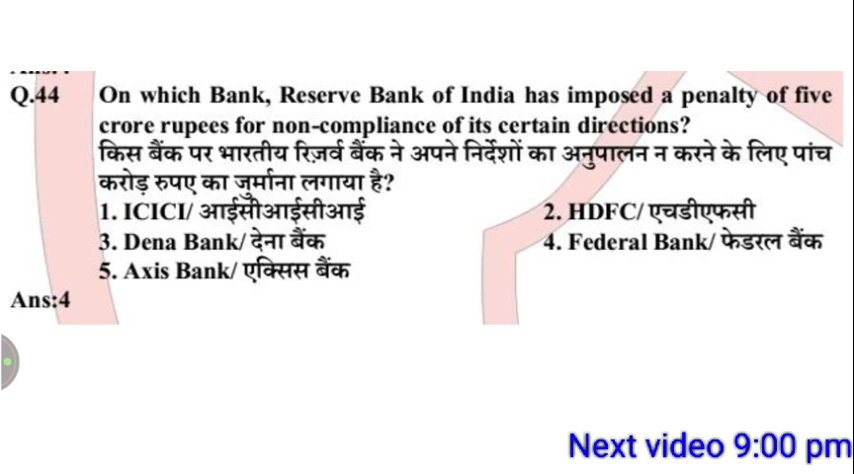 Q.44 On which Bank, Reserve Bank of India has imposed a penalty of five
crore rupees for non-compliance of its certain directions?
किस बैंक पर भारतीय रिज़र्व बैंक ने अपने निर्देशों का अनुपालन न करने के लिए पांच
करोड़ रुपए का जुर्माना लगाया है?
1. ICICI/ आईसीआईसीआई 2. HDFC/ एचडीएफसी
3. Dena Bank/ देना बैंक 4. Federal Bank/ फेडरल बैंक
5. Axis Bank/ एक्सिस बैंक
Ans:4
Next video 9:00 pm